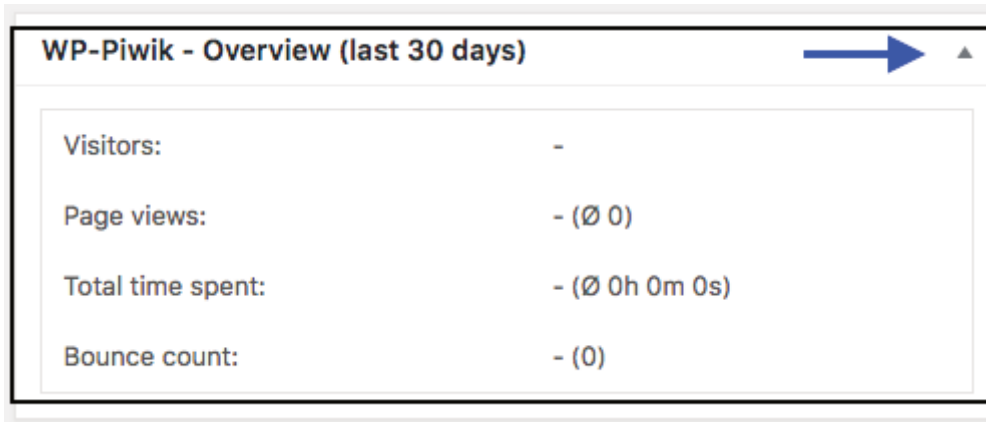 WP-Piwik - Overview (last 30 days)
Visitors: -
Page views: - (Ø 0)
Total time spent: - (Ø 0h 0m 0s)
Bounce count: - (0)